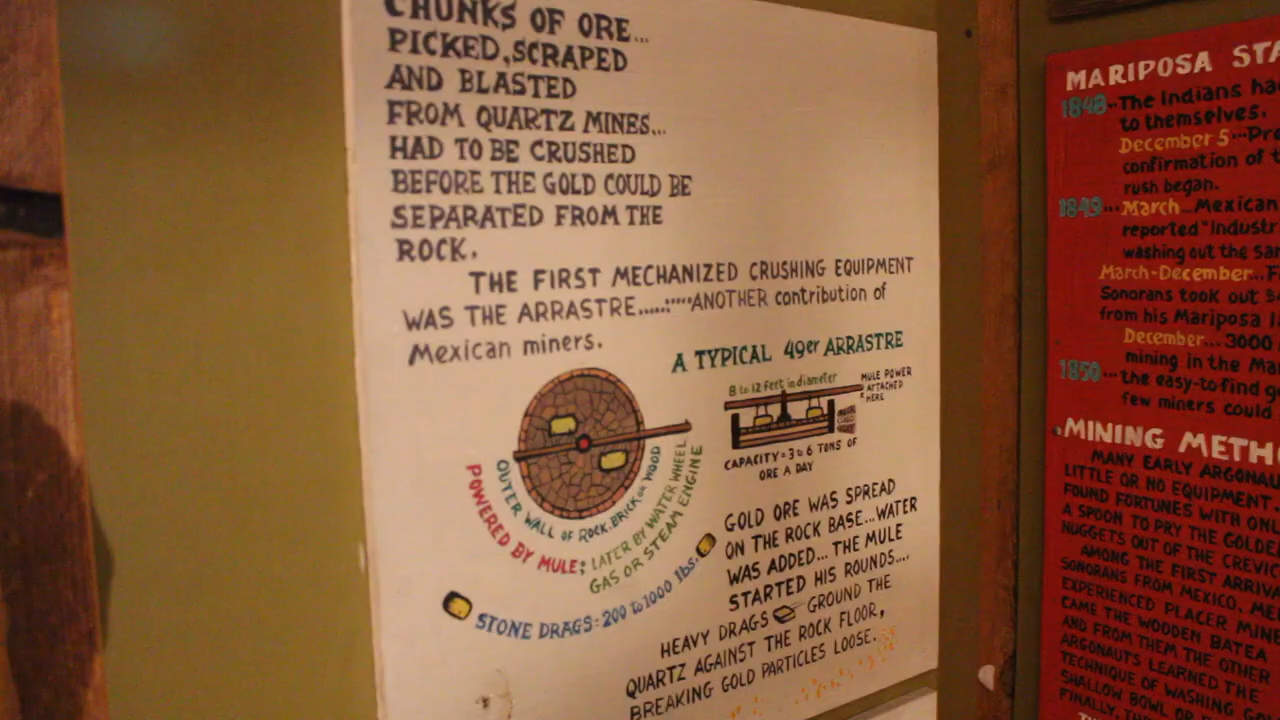 CHUNKS OF ORE...
PICKED, SCRAPED
AND BLASTED
FROM QUARTZ MINES...
HAD TO BE CRUSHED
BEFORE THE GOLD COULD BE
SEPARATED FROM THE
ROCK.
THE FIRST MECHANIZED CRUSHING EQUIPMENT
WAS THE ARRASTRE.........ANOTHER contribution of
Mexican miners.
A TYPICAL 49er ARRASTRE
8 to 12 feet in diameter
MULE POWER
ATTACHED
HERE
CAPACITY = 3 to 6 TONS OF
ORE A DAY
OUTER WALL OF ROCK, BRICK OR WOOD
POWERED BY MULE; LATER BY WATER WHEEL
GAS OR STEAM ENGINE
STONE DRAGS = 200 to 1000 lbs.
GOLD ORE WAS SPREAD
ON THE ROCK BASE...WATER
WAS ADDED... THE MULE
STARTED HIS ROUNDS....
HEAVY DRAGS GROUND THE
QUARTZ AGAINST THE ROCK FLOOR,
BREAKING GOLD PARTICLES LOOSE.
MARIPOSA STA
1848..The Indians had
to themselves.
December 5...Pre
confirmation of t
rush began.
1849...March...Mexican
reported "Industr
washing out the sa
March-December...F
Sonorans took out
from his Mariposa
December... 3000
mining in the Ma
1850...the easy-to-find g
few miners could
MINING METH
MANY EARLY ARGONAU
LITTLE OR NO EQUIPMENT.
FOUND FORTUNES WITH ONL
A SPOON TO PRY THE GOLDE
NUGGETS OUT OF THE CREVIC
AMONG THE FIRST ARRIVA
SONORANS FROM MEXICO. ME
EXPERIENCED PLACER MINE
CAME THE WOODEN BATEA
AND FROM THEM THE OTHER
ARGONAUTS LEARNED THE
TECHNIQUE OF WASHING GO
SHALLOW BOWL OR
FINALLY, TH